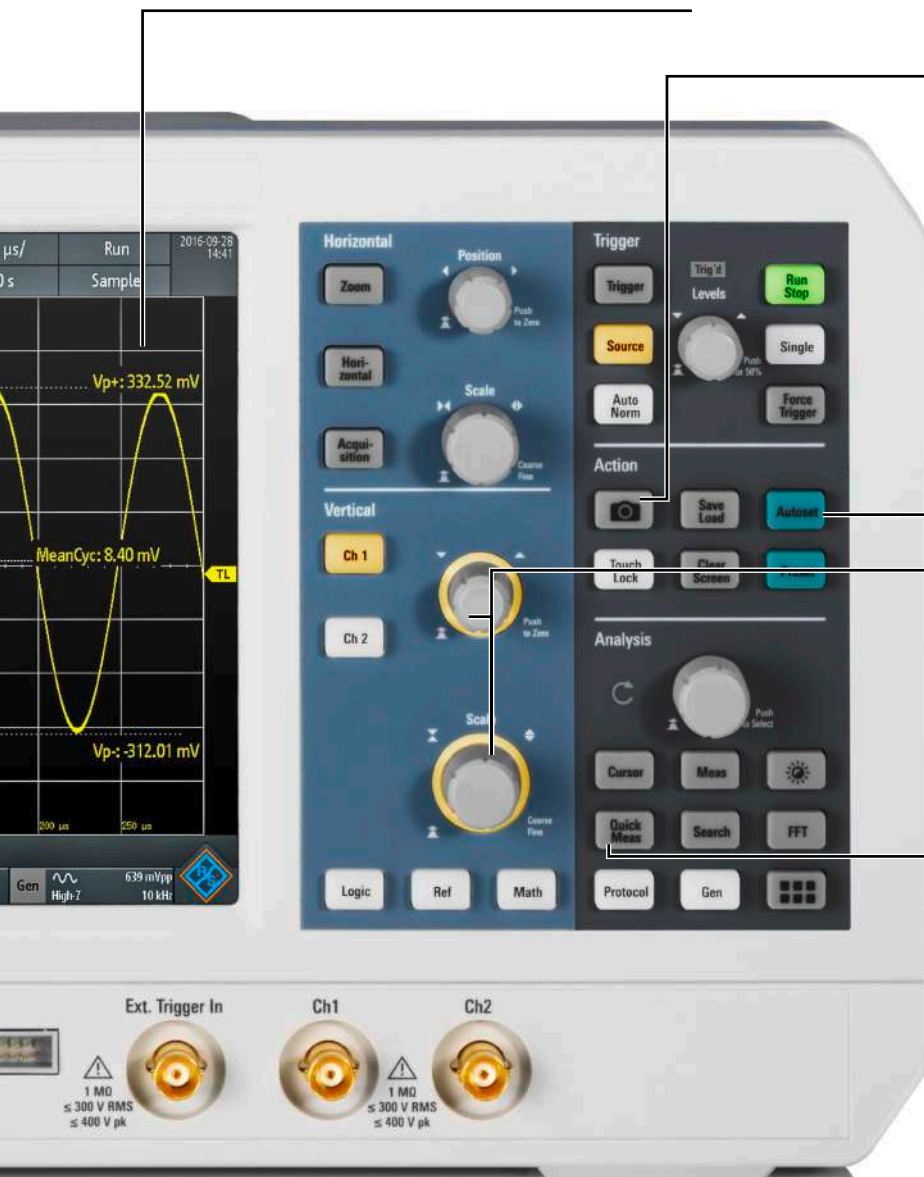 µs/
Run
2016-09-28
14:41
0 s
Sample
Vp+: 332.52 mV
MeanCyc: 8.40 mV
TL
Vp-: -312.01 mV
200 µs
250 µs
Gen
High-Z
639 mVpp
10 kHz
R&S
Horizontal
Position
Zoom
Push
to Zero
Hori-
zontal
Scale
Acqui-
sition
Coarse
Fine
Vertical
Ch 1
Push
to Zero
Ch 2
Scale
Coarse
Fine
Logic
Ref
Math
Trigger
Trigger
Trig'd
Levels
Run
Stop
Source
Single
Push
for 50%
Auto
Norm
Force
Trigger
Action
Save
Load
Autoset
Touch
Lock
Clear
Screen
Preset
Analysis
Push
to Select
Cursor
Meas
Quick
Meas
Search
FFT
Protocol
Gen
Ext. Trigger In
Ch1
Ch2
1 MΩ
≤ 300 V RMS
≤ 400 V pk
1 MΩ
≤ 300 V RMS
≤ 400 V pk